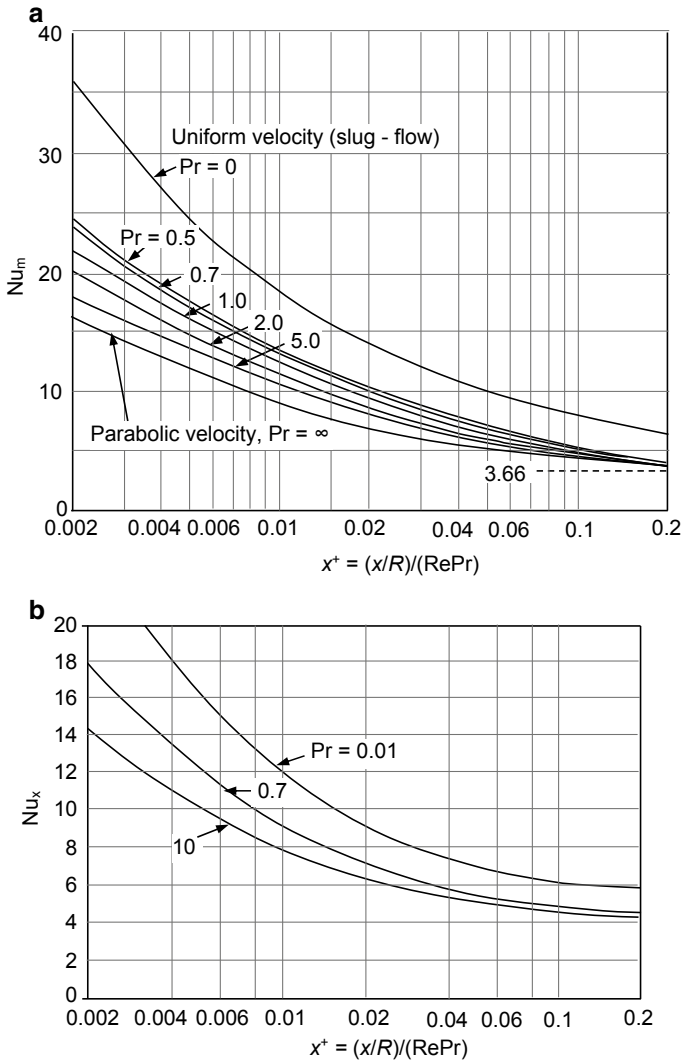 a
40
Uniform velocity (slug - flow)
30
Pr = 0
Pr = 0.5
Nuₘ
20
0.7
1.0
2.0
5.0
10
Parabolic velocity, Pr = ∞
3.66
0
0.002 0.004 0.006 0.01 0.02 0.04 0.06 0.1 0.2
x⁺ = (x/R)/(RePr)
b
20
18
16
14
Pr = 0.01
12
Nuₓ
0.7
10
10
8
6
4
2
0
0.002 0.004 0.006 0.01 0.02 0.04 0.06 0.1 0.2
x⁺ = (x/R)/(RePr)